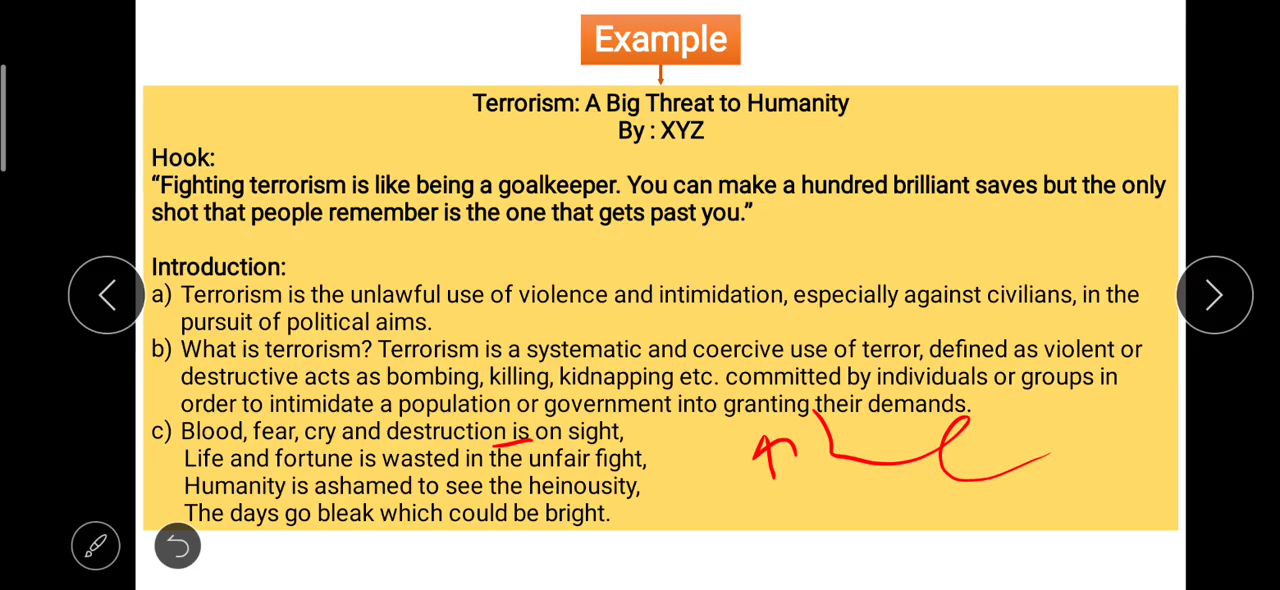 Example
Terrorism: A Big Threat to Humanity
By : XYZ
Hook:
“Fighting terrorism is like being a goalkeeper. You can make a hundred brilliant saves but the only
shot that people remember is the one that gets past you.”
Introduction:
a) Terrorism is the unlawful use of violence and intimidation, especially against civilians, in the
pursuit of political aims.
b) What is terrorism? Terrorism is a systematic and coercive use of terror, defined as violent or
destructive acts as bombing, killing, kidnapping etc. committed by individuals or groups in
order to intimidate a population or government into granting their demands.
c) Blood, fear, cry and destruction is on sight,
Life and fortune is wasted in the unfair fight,
Humanity is ashamed to see the heinousity,
The days go bleak which could be bright.